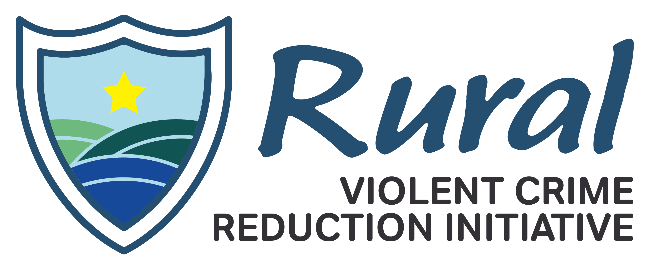 Rural
VIOLENT CRIME
REDUCTION INITIATIVE